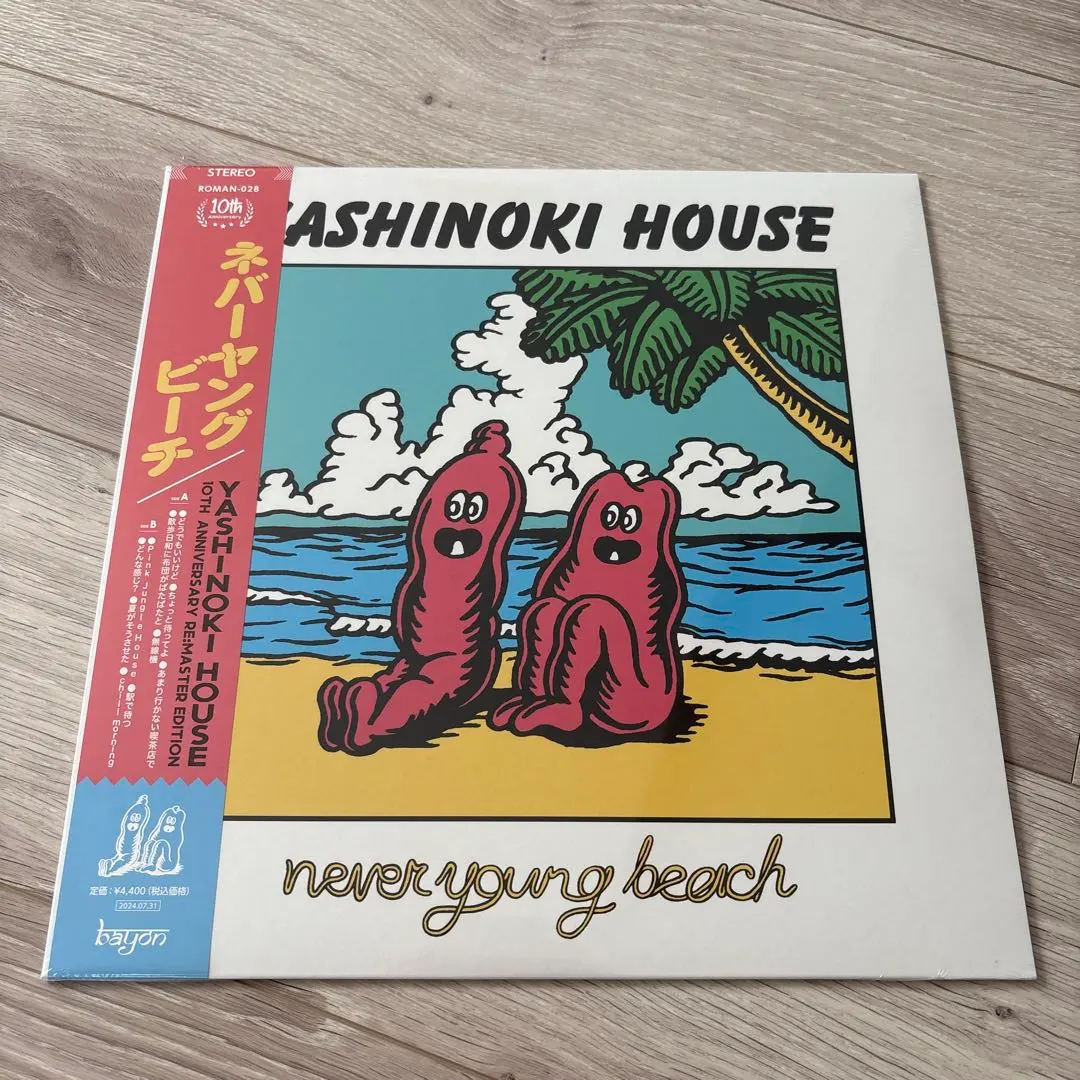 STEREO
ROMAN-028
10th
Anniversary
ネバーヤング
ビーチ
YASHINOKI HOUSE
10TH ANNIVERSARY RE:MASTER EDITION
SIDE A
●どうでもいいけど ●ちょっと待ってよ ●あまり行かない喫茶店で
●散歩日和に布団がぱたぱたと ●無線機
SIDE B
●Pink Jungle House ●駅で待つ
●どんな感じ? ●夏がそうさせた ●chill morning
定価:¥4,400(税込価格)
2024.07.31
bayon
ASHINOKI HOUSE
never young beach